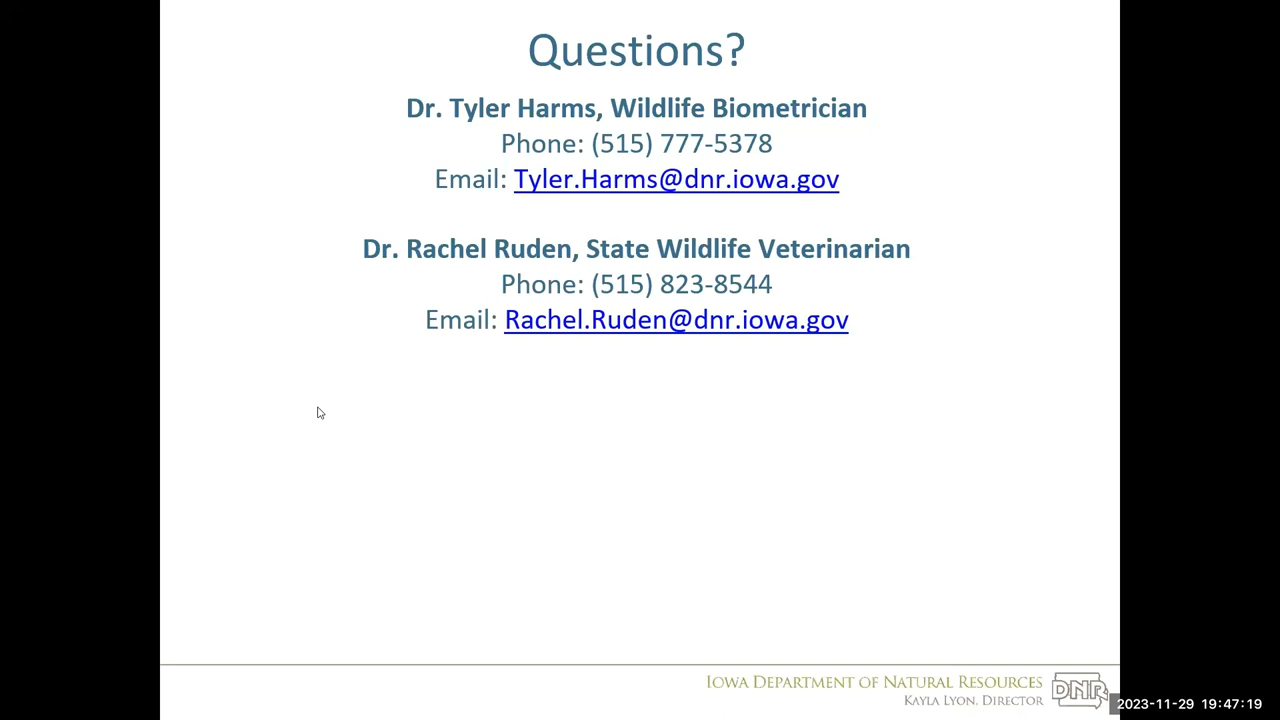 Questions?
Dr. Tyler Harms, Wildlife Biometrician
Phone: (515) 777-5378
Email: Tyler.Harms@dnr.iowa.gov
Dr. Rachel Ruden, State Wildlife Veterinarian
Phone: (515) 823-8544
Email: Rachel.Ruden@dnr.iowa.gov
IOWA DEPARTMENT OF NATURAL RESOURCES
KAYLA LYON, DIRECTOR
DNR
2023-11-29 19:47:19